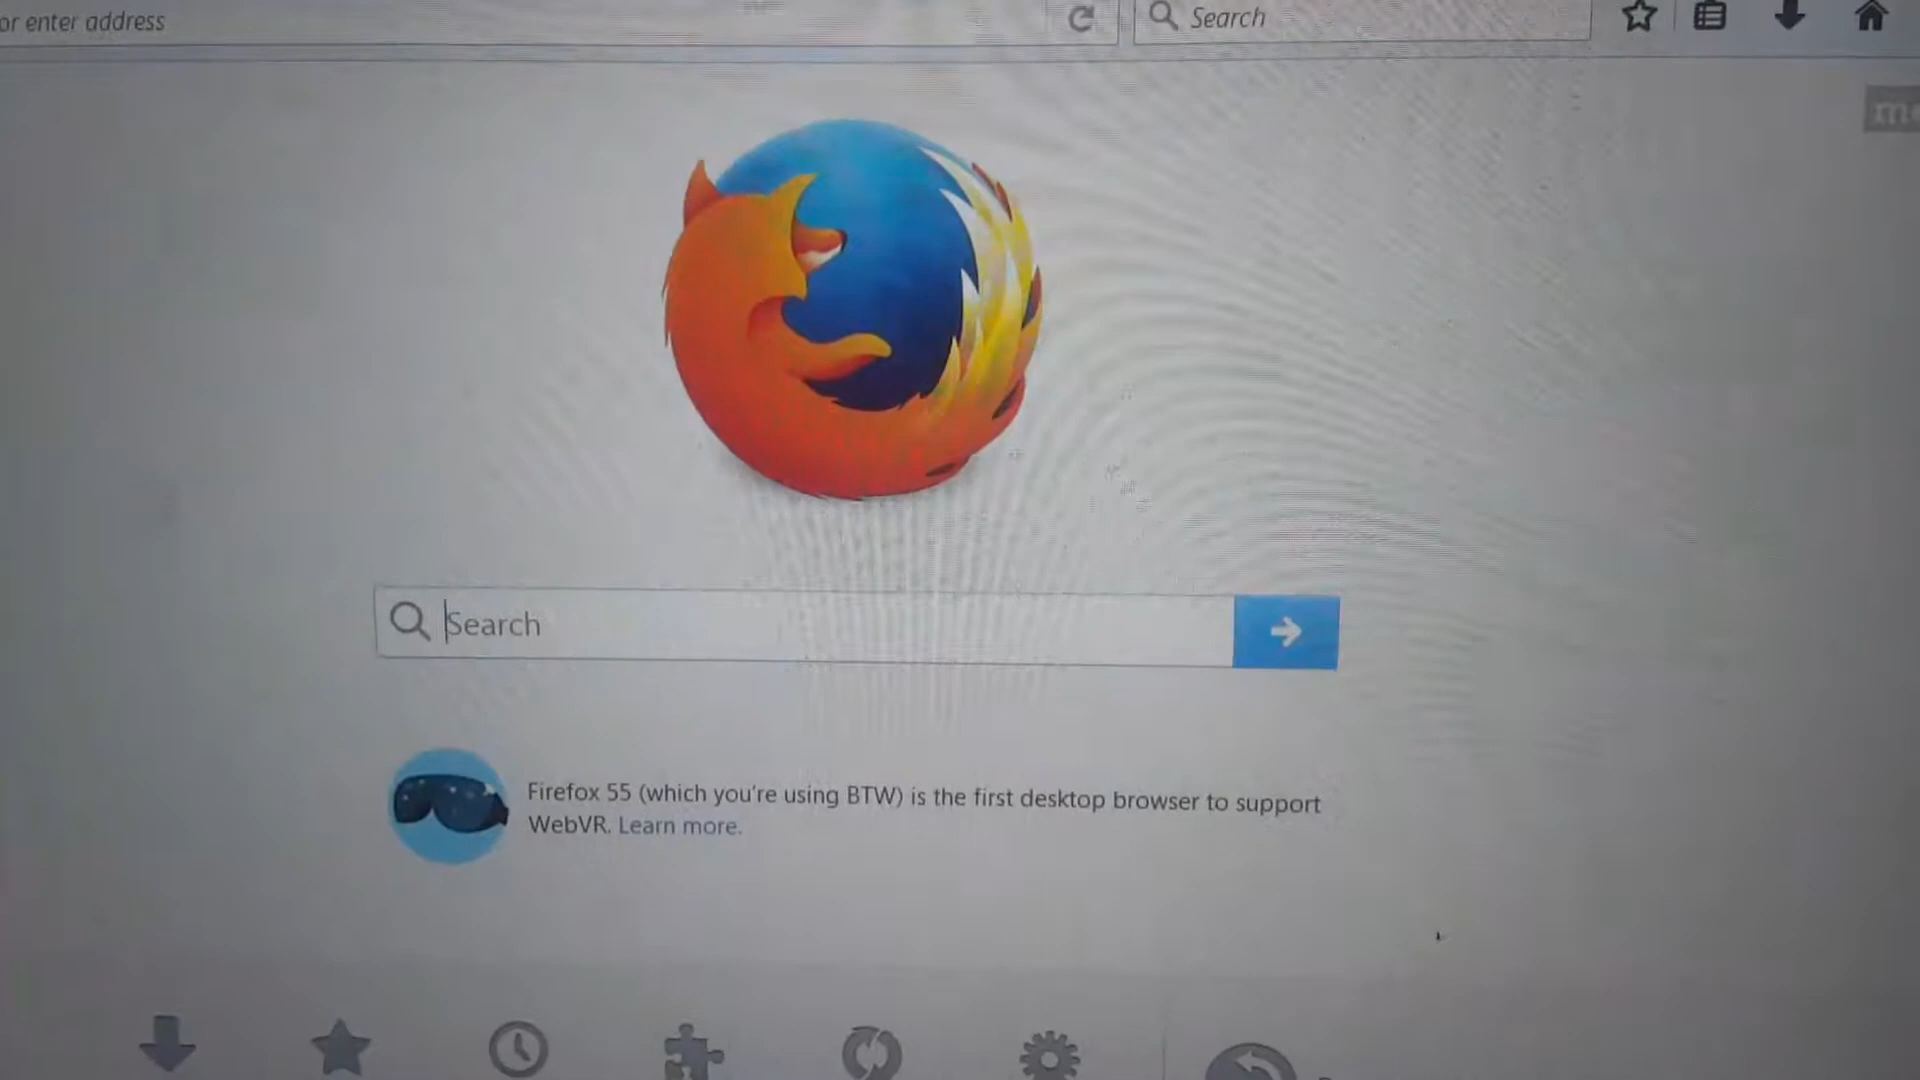 or enter address
Search
Search
Firefox 55 (which you're using BTW) is the first desktop browser to support
WebVR. Learn more.